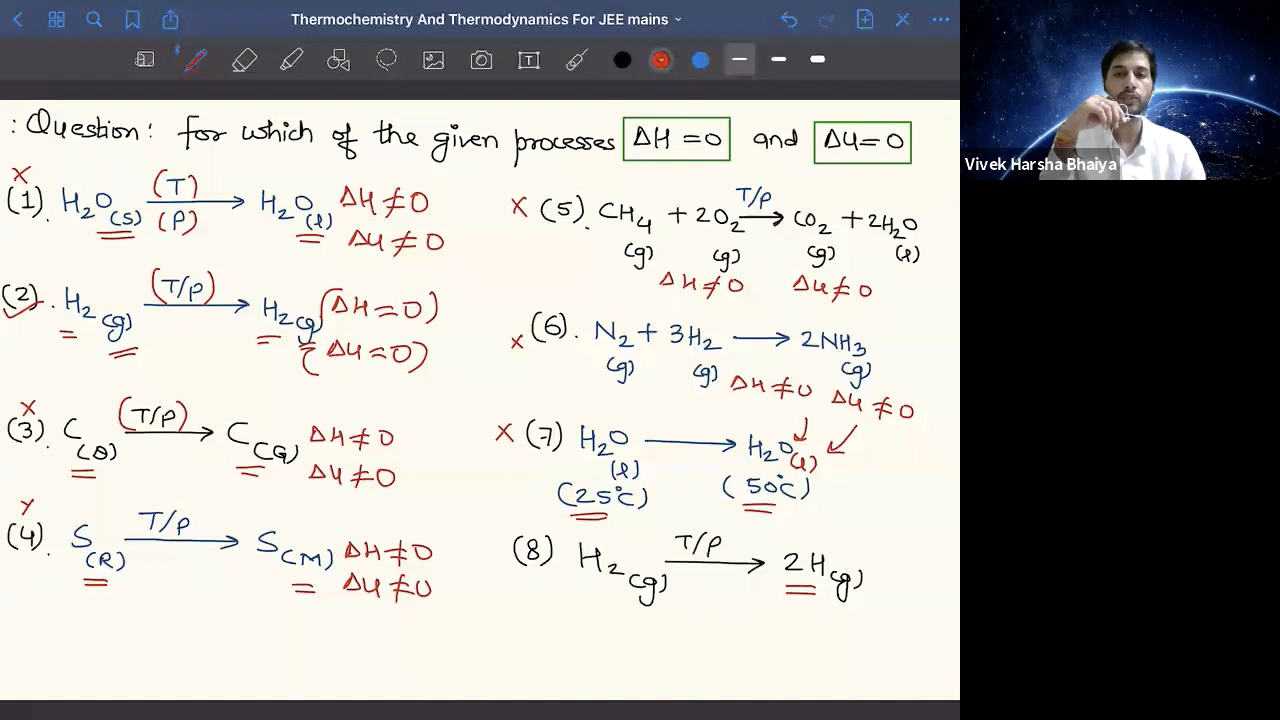 Thermochemistry And Thermodynamics For JEE mains
Vivek Harsha Bhaiya
: Question: for which of the given processes ΔH = 0 and ΔU = 0
X
(1). H₂O(s) (T) (P) → H₂O(l) ΔH ≠ 0
ΔU ≠ 0
(2). H₂(g) (T/P) → H₂(g) (ΔH = 0)
(ΔU = 0)
X
(3). C(D) (T/P) → C(G) ΔH ≠ 0
ΔU ≠ 0
X
(4). S(R) T/P → S(M) ΔH ≠ 0
ΔU ≠ 0
X (5). CH₄(g) + 2O₂(g) T/P → CO₂(g) + 2H₂O(l)
ΔH ≠ 0 ΔU ≠ 0
X (6). N₂(g) + 3H₂(g) → 2NH₃(g)
ΔH ≠ 0 ΔU ≠ 0
X (7) H₂O(l) → H₂O(l)
(25°C) (50°C)
(8) H₂(g) T/P → 2H(g)